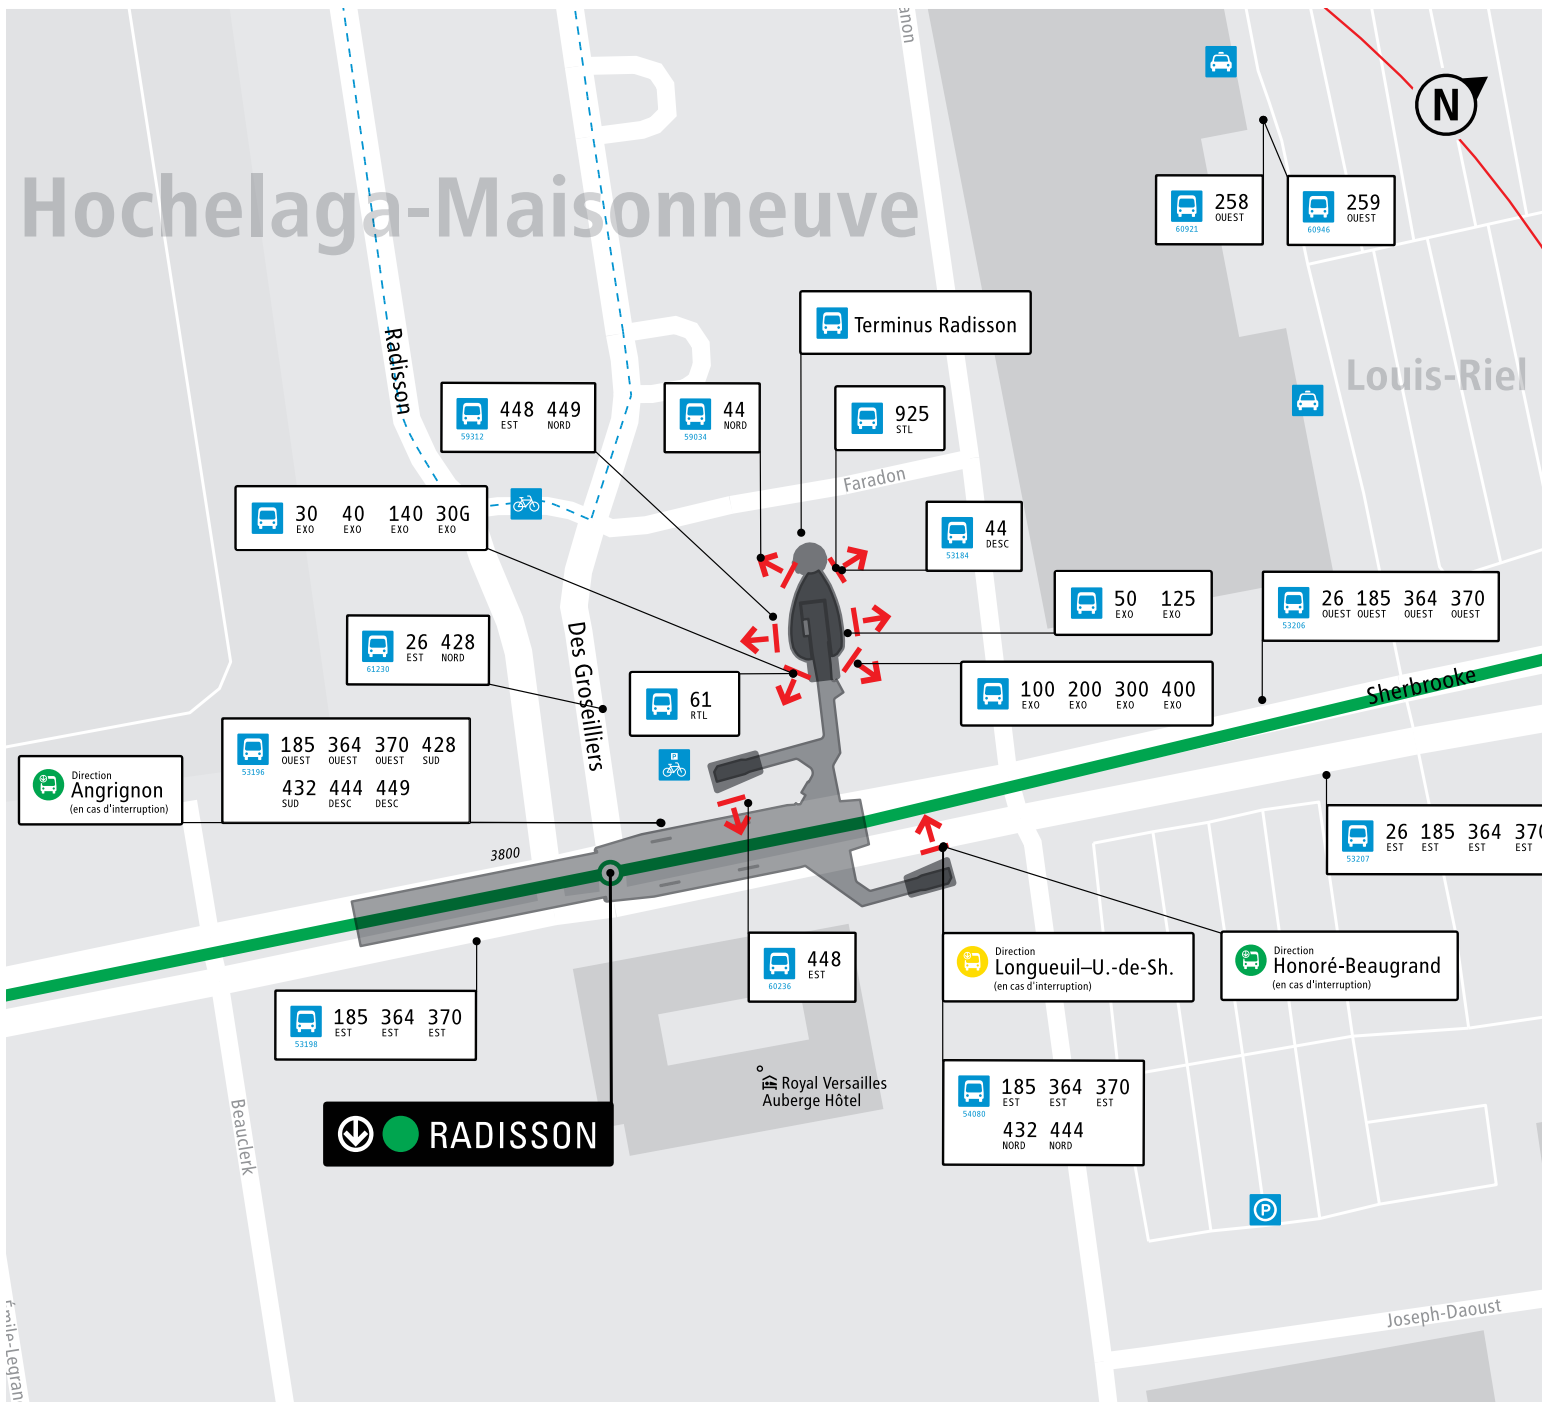 anon
N
Hochelaga-Maisonneuve
258
OUEST
60921
259
OUEST
60946
Terminus Radisson
Radisson
Louis-Riel
448 449
EST NORD
59312
44
NORD
59034
925
STL
Faradon
30 40 140 30G
EXO EXO EXO EXO
44
DESC
53184
50 125
EXO EXO
26 185 364 370
OUEST OUEST OUEST OUEST
53206
26 428
EST NORD
61230
Des Groseilliers
61
RTL
100 200 300 400
EXO EXO EXO EXO
Sherbrooke
185 364 370 428
OUEST OUEST OUEST SUD
53196
432 444 449
SUD DESC DESC
Direction
Angrignon
(en cas d'interruption)
P
26 185 364 370
EST EST EST EST
53207
3800
448
EST
60236
Direction
Longueuil–U.-de-Sh.
(en cas d'interruption)
Direction
Honoré-Beaugrand
(en cas d'interruption)
185 364 370
EST EST EST
53198
Royal Versailles
Auberge Hôtel
185 364 370
EST EST EST
54080
432 444
NORD NORD
RADISSON
Beauclerk
P
Joseph-Daoust
Émile-Legran